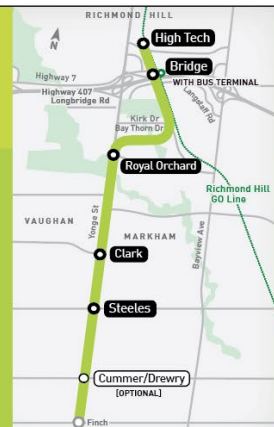 RICHMOND HILL
High Tech
Bridge
WITH BUS TERMINAL
Highway 7
Highway 407
Longbridge Rd
Langstaff Rd
Kirk Dr
Bay Thorn Dr
Royal Orchard
Richmond Hill
GO Line
Yonge St
VAUGHAN
MARKHAM
Bayview Ave
Clark
Steeles
Cummer/Drewry
[OPTIONAL]
Finch
N